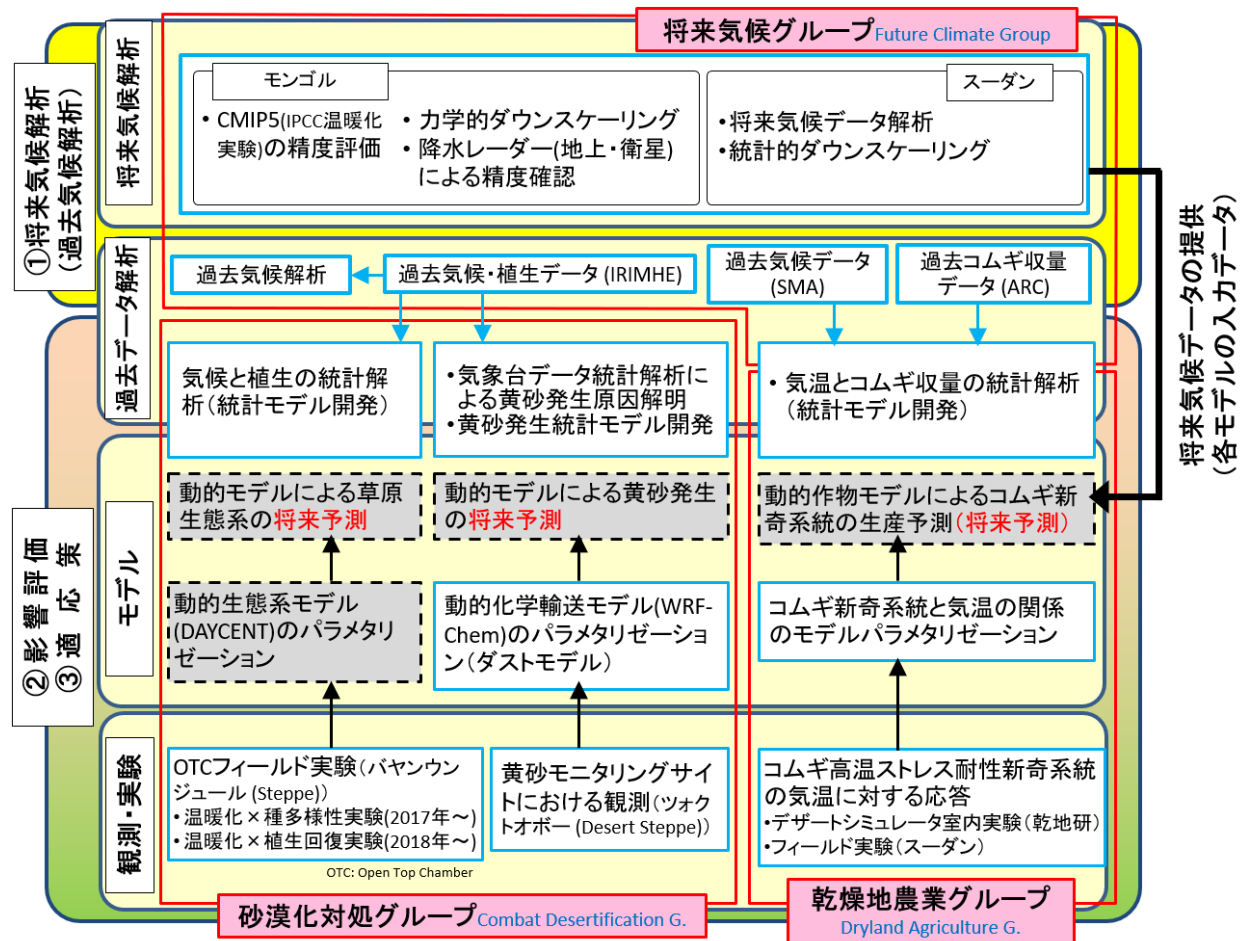 将来気候グループFuture Climate Group
①将来気候解析
(過去気候解析)
将来気候解析
モンゴル
• CMIP5(IPCC温暖化
実験)の精度評価
• 力学的ダウンスケーリング
• 降水レーダー(地上・衛星)
による精度確認
スーダン
•将来気候データ解析
•統計的ダウンスケーリング
将来気候データの提供
(各モデルの入力データ)
過去データ解析
過去気候解析
過去気候・植生データ (IRIMHE)
過去気候データ
(SMA)
過去コムギ収量
データ (ARC)
気候と植生の統計解
析(統計モデル開発)
•気象台データ統計解析に
よる黄砂発生原因解明
•黄砂発生統計モデル開発
• 気温とコムギ収量の統計解析
(統計モデル開発)
②影響評価
③適応策
モデル
動的モデルによる草原
生態系の将来予測
動的モデルによる黄砂発生
の将来予測
動的作物モデルによるコムギ新
奇系統の生産予測(将来予測)
動的生態系モデル
(DAYCENT)のパラメタリ
ゼーション
動的化学輸送モデル(WRF-
Chem)のパラメタリゼーショ
ン(ダストモデル)
コムギ新奇系統と気温の関係
のモデルパラメタリゼーション
観測・実験
OTCフィールド実験(バヤンウン
ジュール (Steppe))
•温暖化×種多様性実験(2017年~)
•温暖化×植生回復実験(2018年~)
OTC: Open Top Chamber
黄砂モニタリングサイ
トにおける観測(ツォク
トオボー (Desert Steppe))
コムギ高温ストレス耐性新奇系統
の気温に対する応答
•デザートシミュレータ室内実験(乾地研)
•フィールド実験(スーダン)
砂漠化対処グループCombat Desertification G.
乾燥地農業グループ
Dryland Agriculture G.